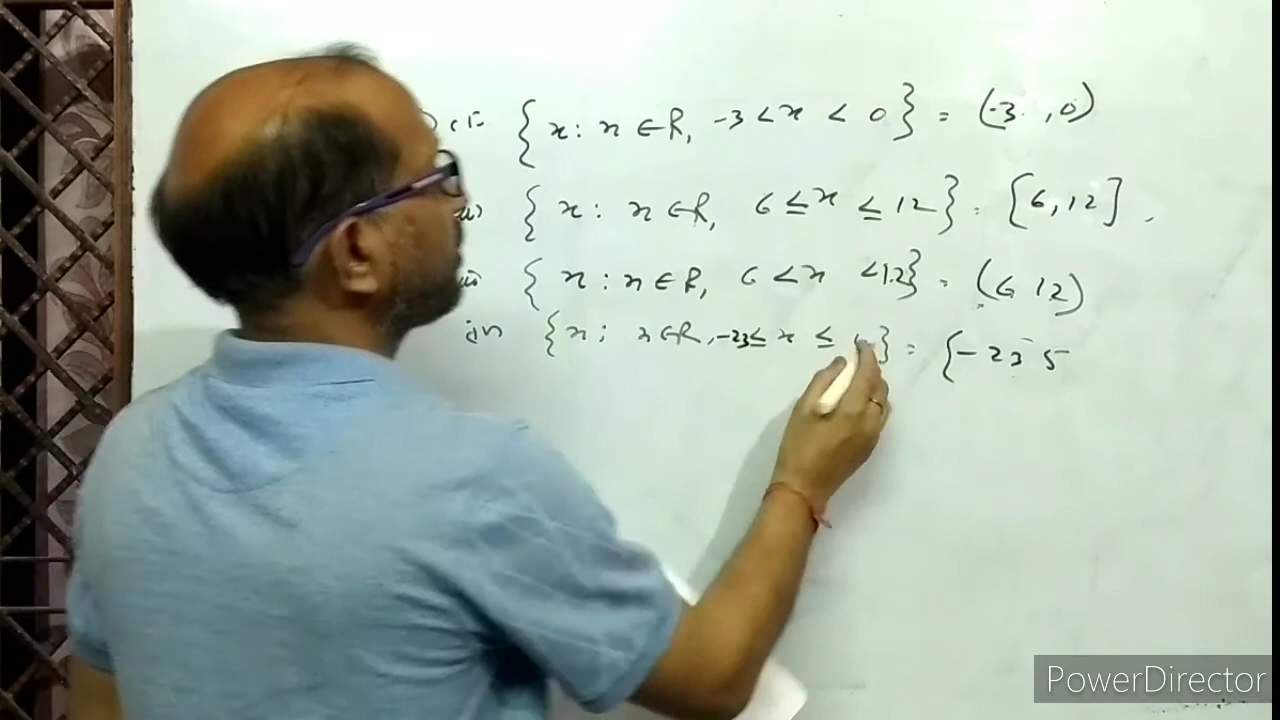 { x : x ∈ R, -3 < x < 0 } = (-3 , 0)
{ x : x ∈ R, 6 ≤ x ≤ 12 } = [6, 12]
{ x : x ∈ R, 6 < x < 12 } = (6 12)
{ x ; x ∈ R, -23 ≤ x ≤ } = { -23 5
PowerDirector